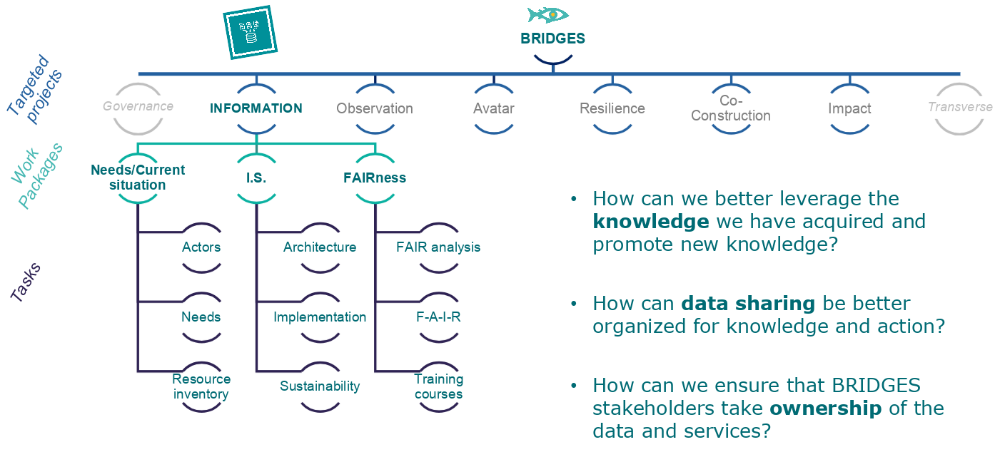 BRIDGES
Targeted
projects
Governance
INFORMATION
Observation
Avatar
Resilience
Co-
Construction
Impact
Transverse
Work
Packages
Needs/Current
situation
I.S.
FAIRness
Tasks
Actors
Architecture
FAIR analysis
Needs
Implementation
F-A-I-R
Resource
inventory
Sustainability
Training
courses
• How can we better leverage the
knowledge we have acquired and
promote new knowledge?
• How can data sharing be better
organized for knowledge and action?
• How can we ensure that BRIDGES
stakeholders take ownership of the
data and services?